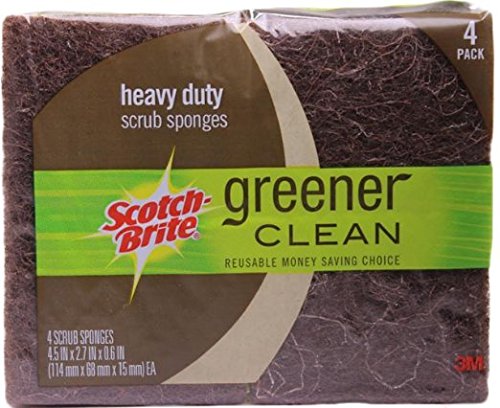 4
PACK
heavy duty
scrub sponges
Scotch-
Brite
®
greener
CLEAN
REUSABLE MONEY SAVING CHOICE
4 SCRUB SPONGES
4.5 IN x 2.7 IN x 0.6 IN
(114 mm x 68 mm x 15 mm) EA
3M